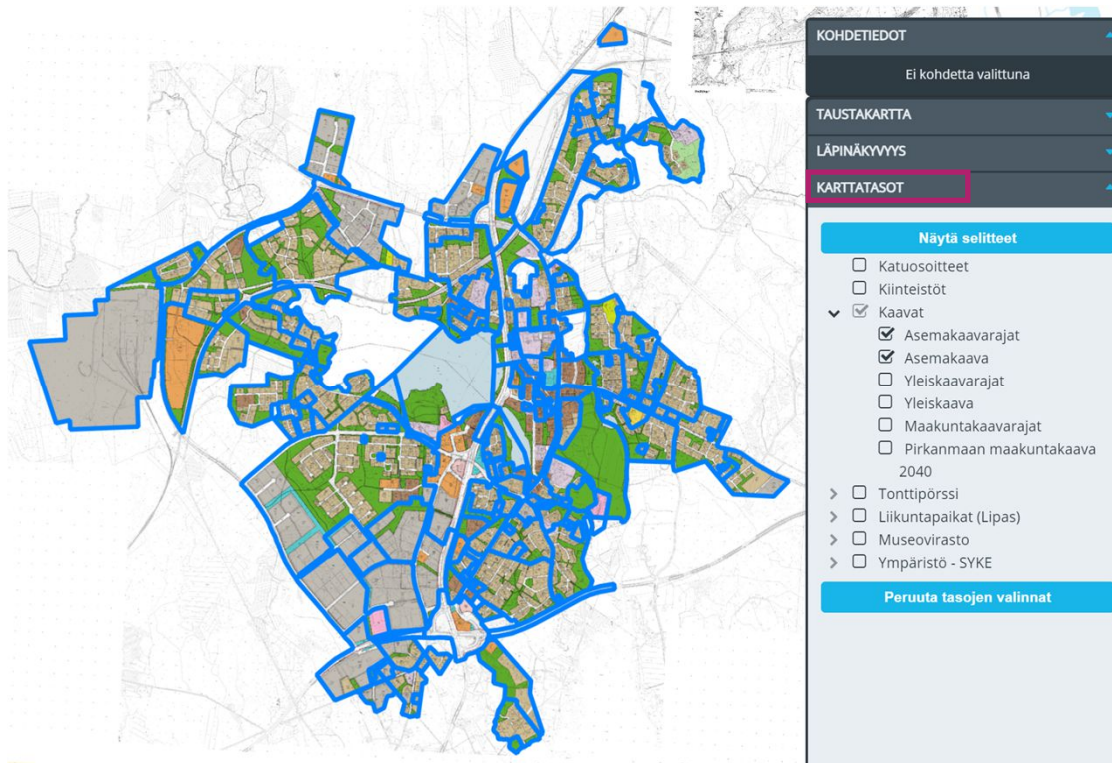 KOHDETIEDOT
Ei kohdetta valittuna
TAUSTAKARTTA
LÄPINÄKYVYYS
KARTTATASOT
Näytä selitteet
Katuosoitteet
Kiinteistöt
Kaavat
Asemakaavarajat
Asemakaava
Yleiskaavarajat
Yleiskaava
Maakuntakaavarajat
Pirkanmaan maakuntakaava
2040
Tonttipörssi
Liikuntapaikat (Lipas)
Museovirasto
Ympäristö - SYKE
Peruuta tasojen valinnat